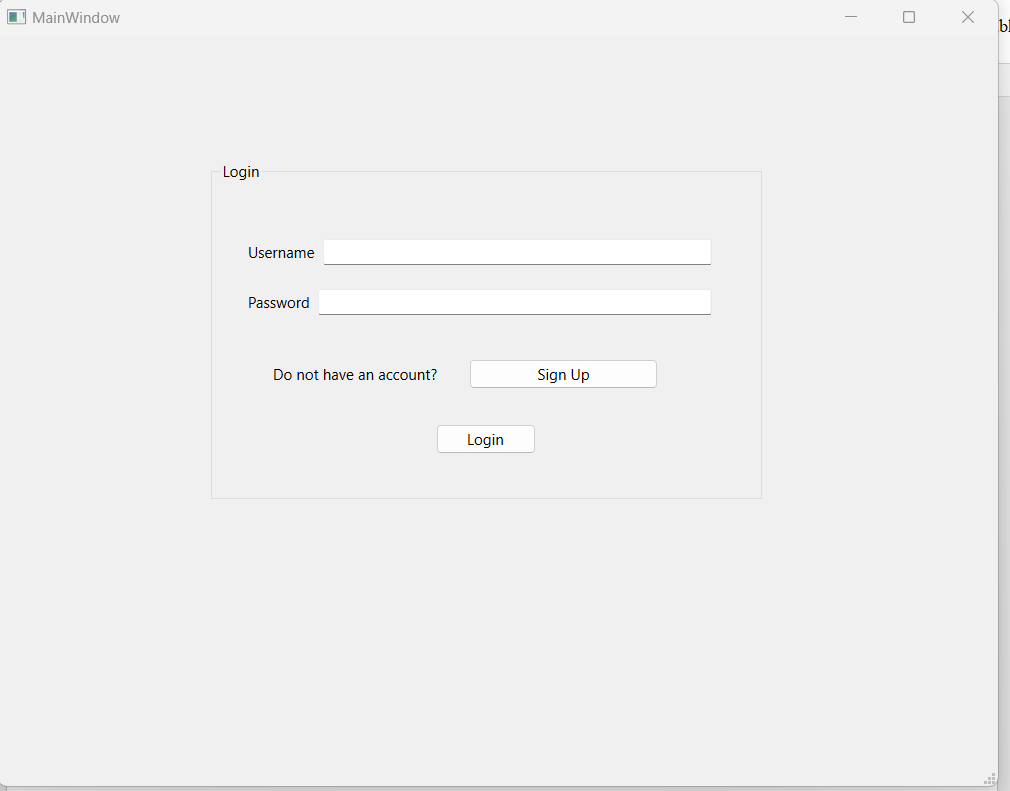 MainWindow
Login
Username
Password
Do not have an account? Sign Up
Login